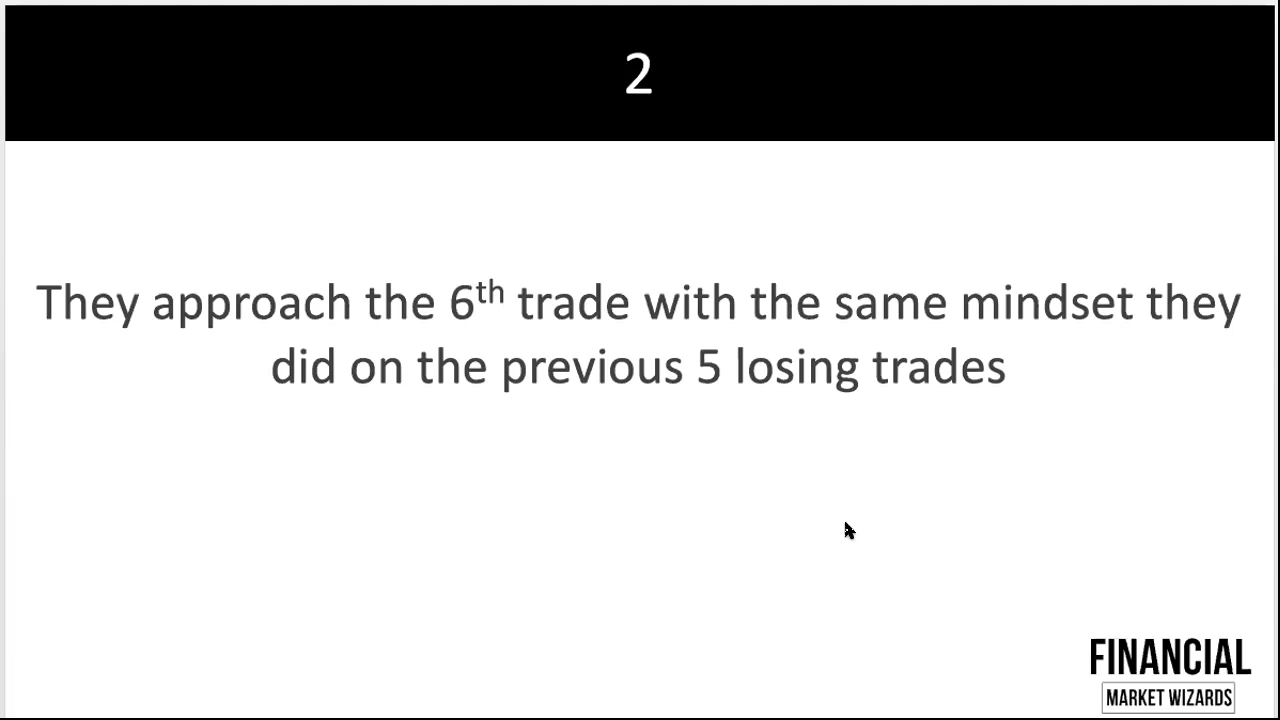 2
They approach the 6th trade with the same mindset they
did on the previous 5 losing trades
FINANCIAL
MARKET WIZARDS